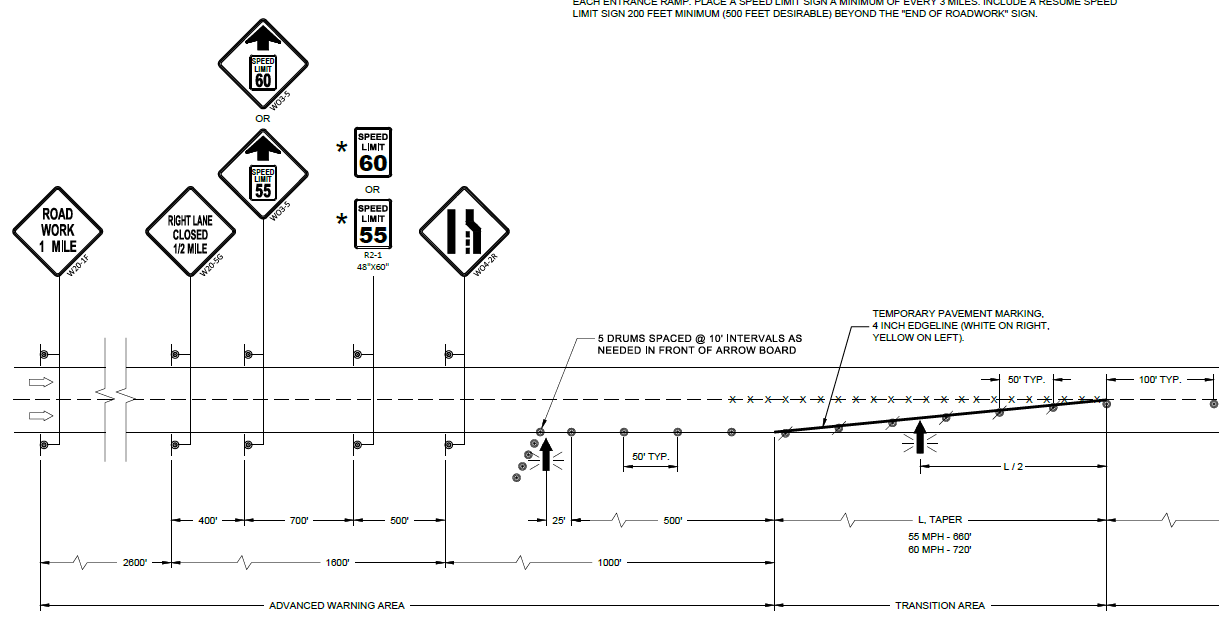 EACH ENTRANCE RAMP. PLACE A SPEED LIMIT SIGN A MINIMUM OF EVERY 3 MILES. INCLUDE A RESUME SPEED
LIMIT SIGN 200 FEET MINIMUM (500 FEET DESIRABLE) BEYOND THE "END OF ROADWORK" SIGN.
SPEED
LIMIT
60
WO3-5
OR
SPEED
LIMIT
55
WO3-5
* SPEED
LIMIT
60
OR
* SPEED
LIMIT
55
R2-1
48"X60"
ROAD
WORK
1 MILE
W20-1F
RIGHT LANE
CLOSED
1/2 MILE
W20-5G
WO4-2R
5 DRUMS SPACED @ 10' INTERVALS AS
NEEDED IN FRONT OF ARROW BOARD
TEMPORARY PAVEMENT MARKING,
4 INCH EDGELINE (WHITE ON RIGHT,
YELLOW ON LEFT).
50' TYP.
100' TYP.
X X X X X X X X X X X X X X X X X X X X X
50' TYP.
L / 2
400'
700'
500'
25'
500'
L, TAPER
55 MPH - 660'
60 MPH - 720'
2600'
1600'
1000'
ADVANCED WARNING AREA
TRANSITION AREA